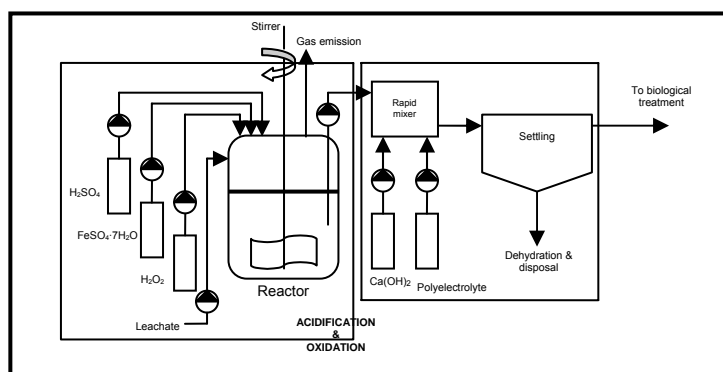 Stirrer
Gas emission
To biological
treatment
Rapid
mixer
Settling
H₂SO₄
FeSO₄·7H₂O
H₂O₂
Reactor
Leachate
Ca(OH)₂
Polyelectrolyte
Dehydration &
disposal
ACIDIFICATION
&
OXIDATION